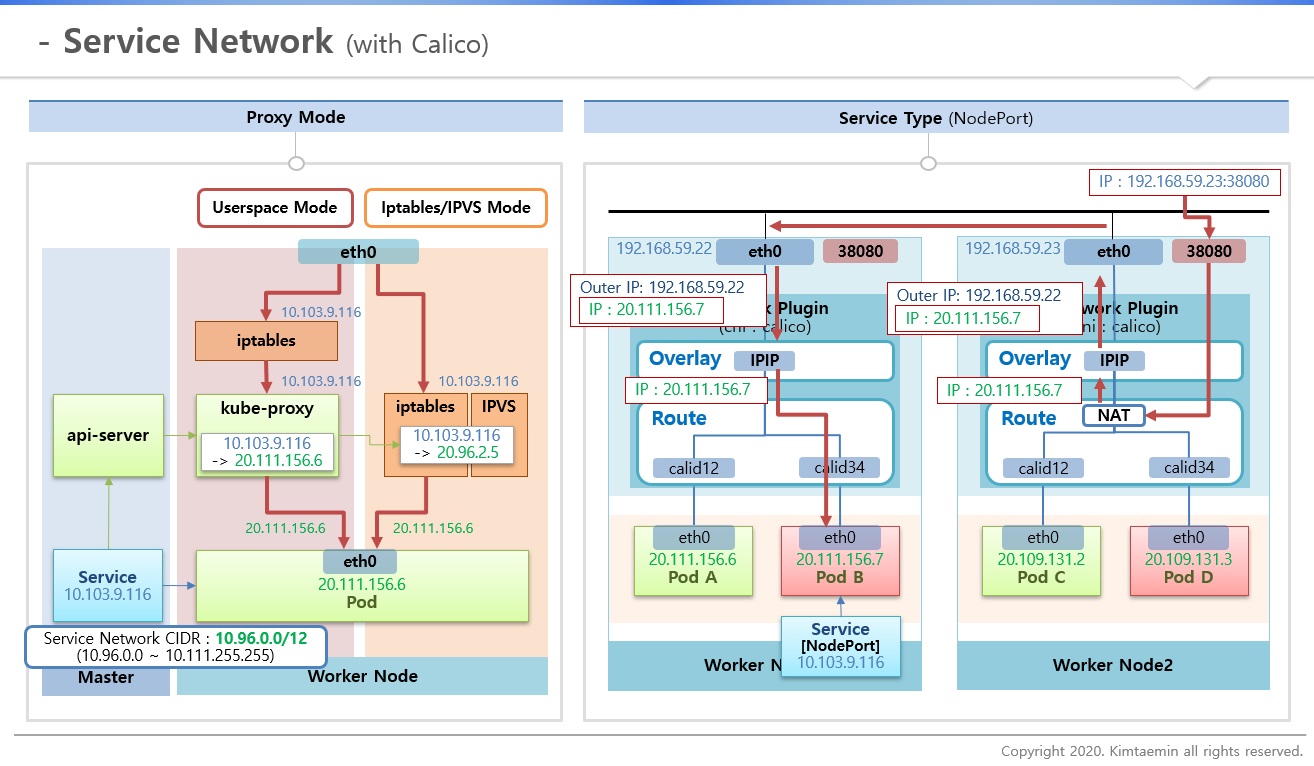 - Service Network (with Calico)
Proxy Mode
Userspace Mode
Iptables/IPVS Mode
eth0
10.103.9.116
iptables
10.103.9.116
10.103.9.116
api-server
kube-proxy
10.103.9.116
-> 20.111.156.6
iptables
IPVS
10.103.9.116
-> 20.96.2.5
20.111.156.6
20.111.156.6
Service
10.103.9.116
eth0
20.111.156.6
Pod
Service Network CIDR : 10.96.0.0/12
(10.96.0.0 ~ 10.111.255.255)
Master
Worker Node
Service Type (NodePort)
IP : 192.168.59.23:38080
192.168.59.22
eth0
38080
Outer IP: 192.168.59.22
IP : 20.111.156.7
k Plugin
(cni : calico)
Overlay
IPIP
IP : 20.111.156.7
Route
calid12
calid34
eth0
20.111.156.6
Pod A
eth0
20.111.156.7
Pod B
Service
[NodePort]
10.103.9.116
Worker N
192.168.59.23
eth0
38080
Outer IP: 192.168.59.22
IP : 20.111.156.7
work Plugin
ni : calico)
Overlay
IPIP
IP : 20.111.156.7
Route
NAT
calid12
calid34
eth0
20.109.131.2
Pod C
eth0
20.109.131.3
Pod D
Worker Node2
Copyright 2020. Kimtaemin all rights reserved.